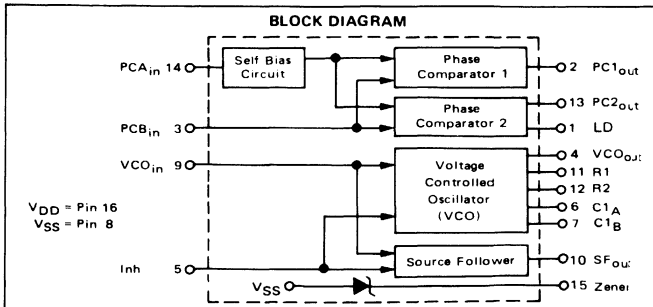 BLOCK DIAGRAM
PCA in 14
Self Bias
Circuit
Phase
Comparator 1
2 PC1 out
Phase
Comparator 2
13 PC2 out
1 LD
PCB in 3
VCO in 9
Voltage
Controlled
Oscillator
(VCO)
4 VCO out
11 R1
12 R2
6 C1A
7 C1B
VDD = Pin 16
VSS = Pin 8
Inh 5
Source Follower
10 SF out
VSS
15 Zener